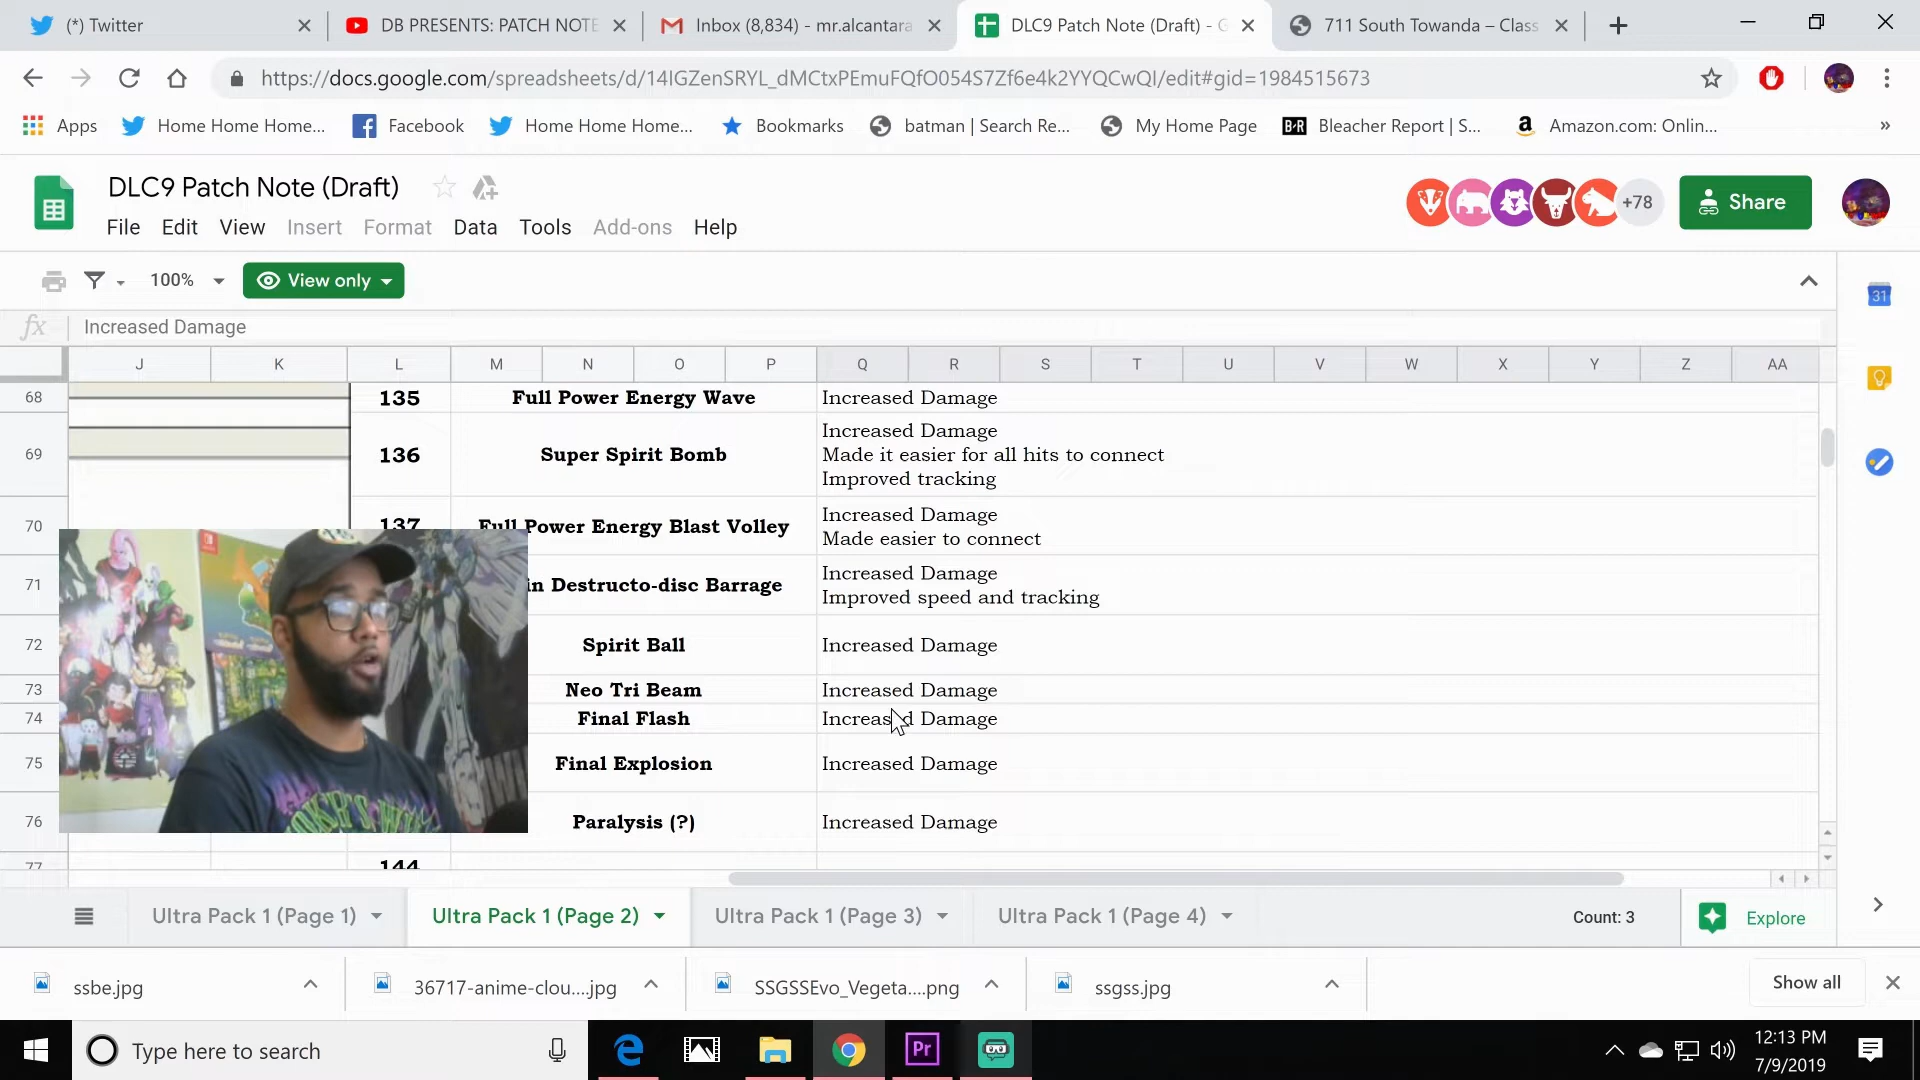 (*) Twitter
DB PRESENTS: PATCH NOTE
Inbox (8,834) - mr.alcantara
DLC9 Patch Note (Draft) - G
711 South Towanda – Class
https://docs.google.com/spreadsheets/d/14IGZenSRYL_dMCtxPEmuFQfO054S7Zf6e4k2YYQCwQI/edit#gid=1984515673
Apps
Home Home Home...
Facebook
Home Home Home...
Bookmarks
batman | Search Re...
My Home Page
B/R
Bleacher Report | S...
Amazon.com: Onlin...
»
DLC9 Patch Note (Draft)
+78
Share
File Edit View Insert Format Data Tools Add-ons Help
100%
View only
31
fx
Increased Damage
J K L M N O P Q R S T U V W X Y Z AA
68 135 Full Power Energy Wave Increased Damage
Increased Damage
69 136 Super Spirit Bomb Made it easier for all hits to connect
Improved tracking
70 137 Full Power Energy Blast Volley Increased Damage
Made easier to connect
71 in Destructo-disc Barrage Increased Damage
Improved speed and tracking
72 Spirit Ball Increased Damage
73 Neo Tri Beam Increased Damage
74 Final Flash Increased Damage
75 Final Explosion Increased Damage
76 Paralysis (?) Increased Damage
77 144
Ultra Pack 1 (Page 1)
Ultra Pack 1 (Page 2)
Ultra Pack 1 (Page 3)
Ultra Pack 1 (Page 4)
Count: 3
Explore
ssbe.jpg
36717-anime-clou....jpg
SSGSSEvo_Vegeta....png
ssgss.jpg
Show all
Type here to search
Pr
12:13 PM
7/9/2019